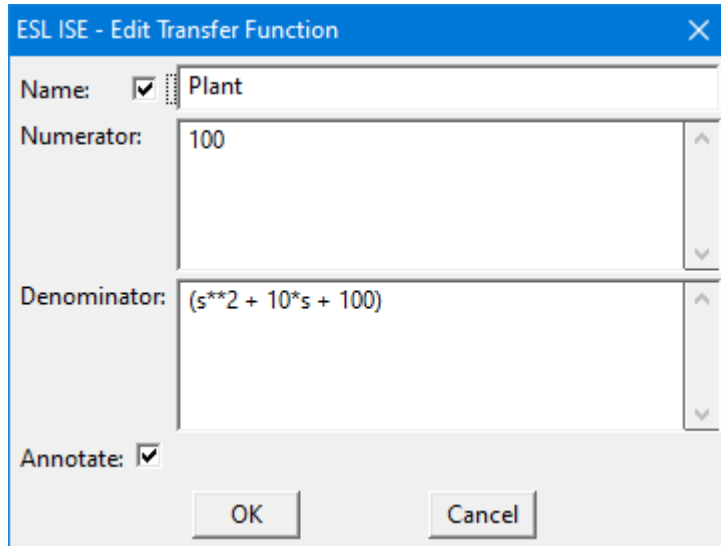 ESL ISE - Edit Transfer Function
Name: Plant
Numerator: 100
Denominator: (s**2 + 10*s + 100)
Annotate:
OK Cancel